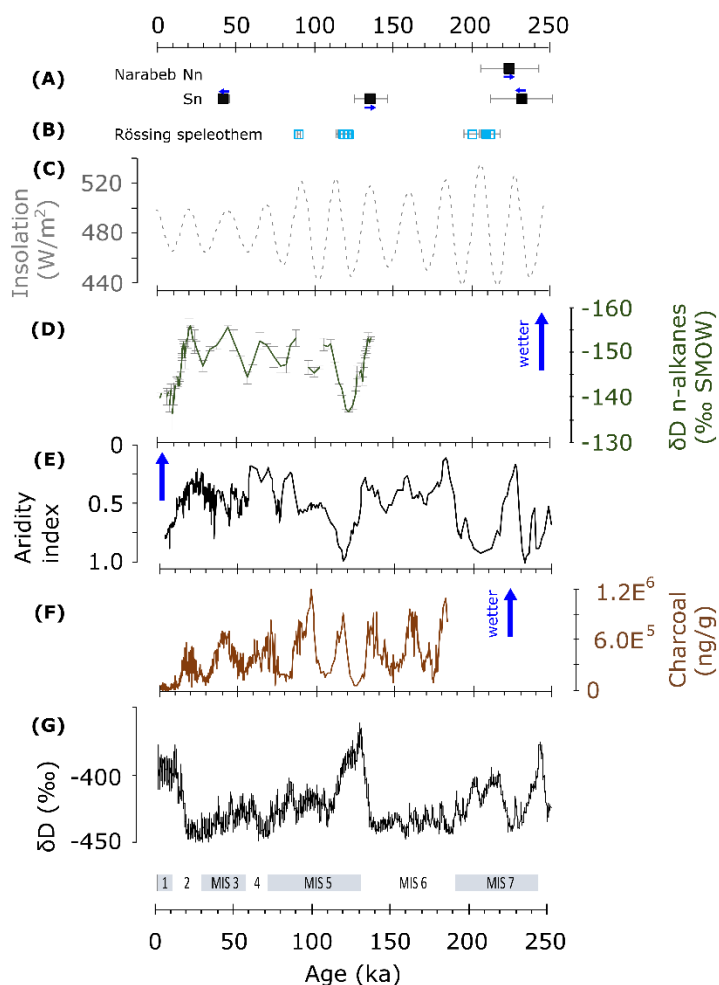 0 50 100 150 200 250
(A) Narabeb Nn
Sn
(B) Rössing speleothem
(C)
Insolation
(W/m²)
520
480
440
(D)
wetter
-160
-150
-140
-130
δD n-alkanes
(‰ SMOW)
(E)
Aridity
index
0
0.5
1.0
(F)
wetter
1.2E⁶
6.0E⁵
0
Charcoal
(ng/g)
(G)
δD (‰)
-400
-450
1 2 MIS 3 4 MIS 5 MIS 6 MIS 7
0 50 100 150 200 250
Age (ka)